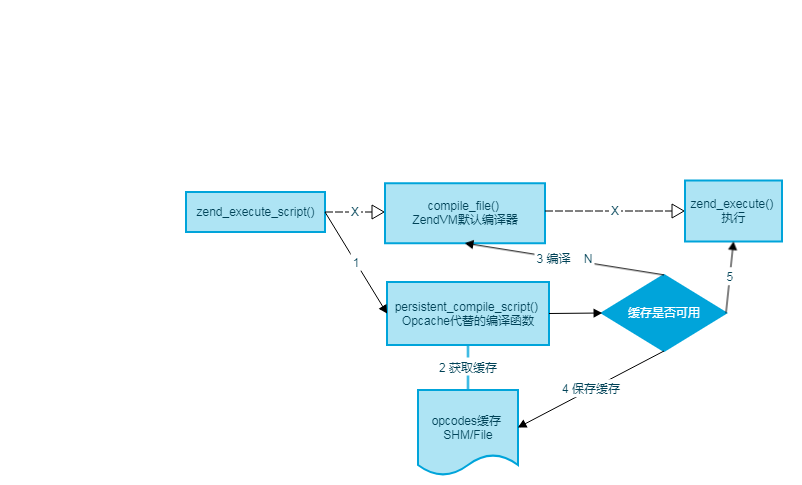 zend_execute_script()
X
compile_file()
ZendVM默认编译器
X
zend_execute()
执行
1
3 编译
N
5
persistent_compile_script()
Opcache代替的编译函数
缓存是否可用
2 获取缓存
4 保存缓存
opcodes缓存
SHM/File